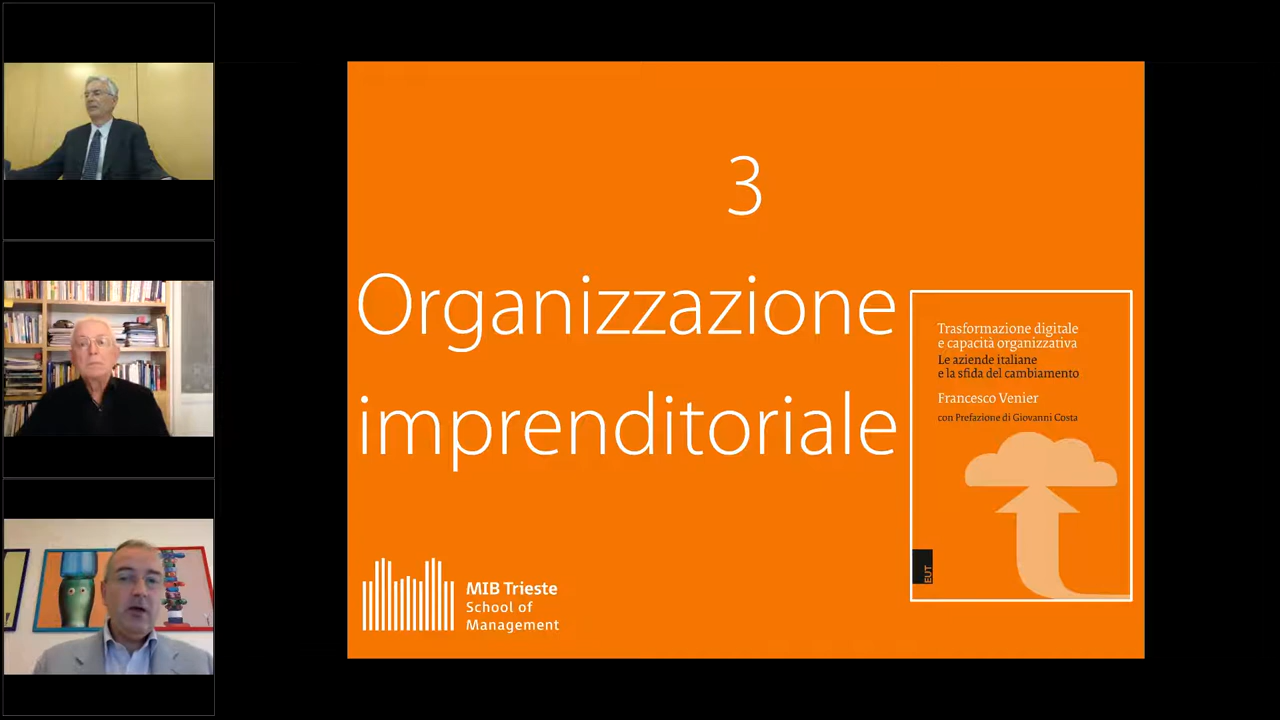 3
Organizzazione
imprenditoriale
Trasformazione digitale
e capacità organizzativa
Le aziende italiane
e la sfida del cambiamento
Francesco Venier
con Prefazione di Giovanni Costa
EUT
MIB Trieste
School of
Management